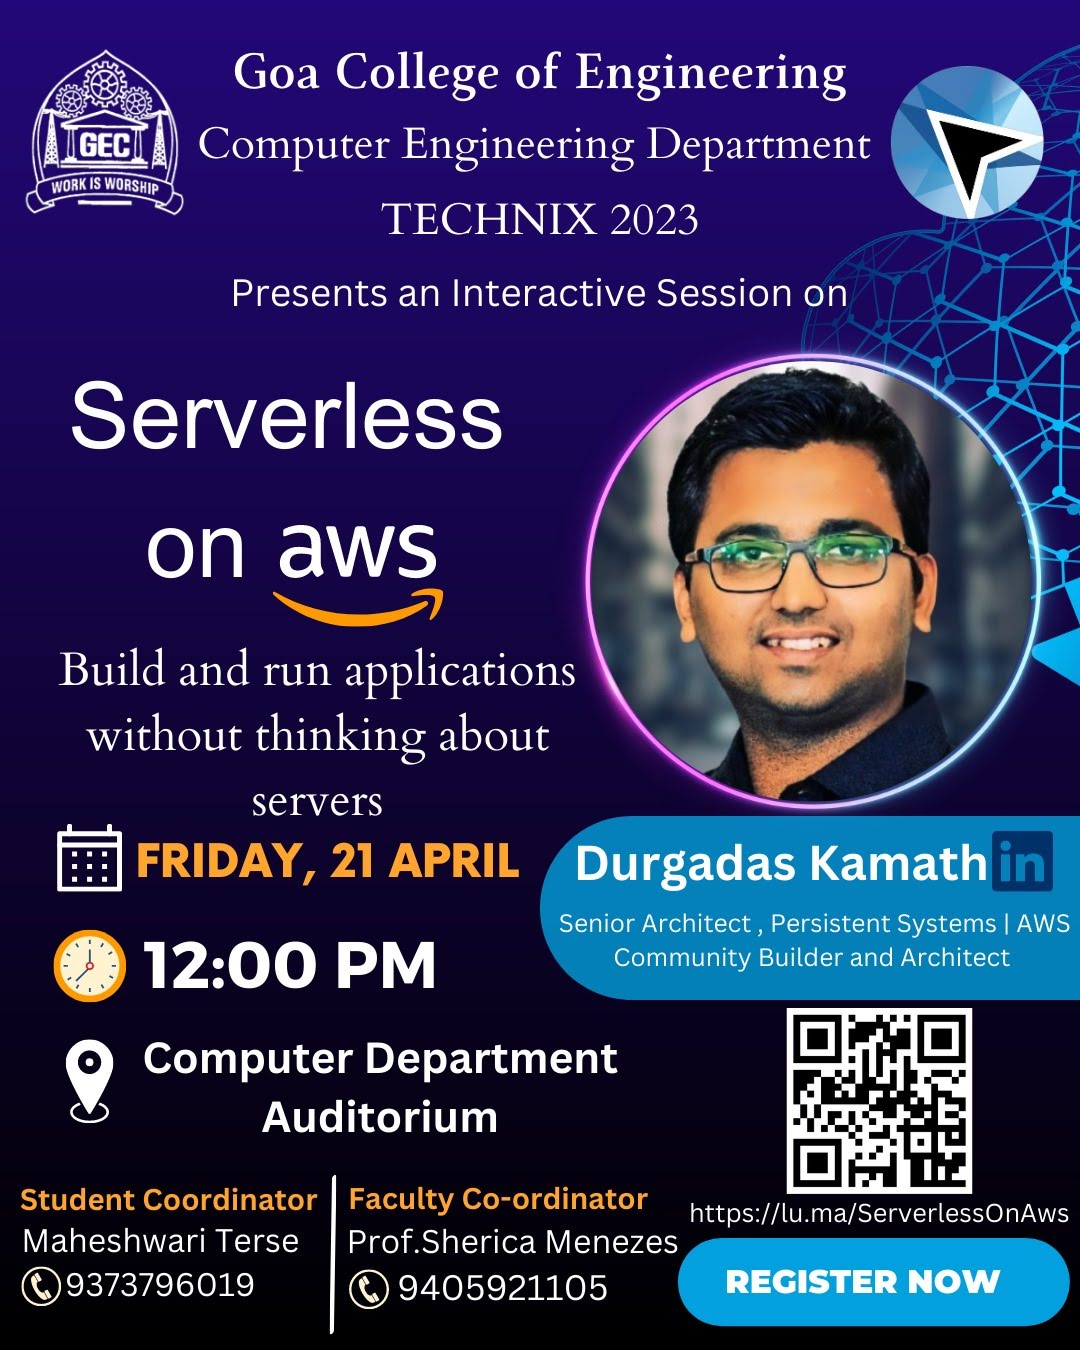 Goa College of Engineering
Computer Engineering Department
TECHNIX 2023
Presents an Interactive Session on
GEC
WORK IS WORSHIP
Serverless
on aws
Build and run applications
without thinking about
servers
FRIDAY, 21 APRIL
12:00 PM
Computer Department
Auditorium
Durgadas Kamath in
Senior Architect , Persistent Systems | AWS
Community Builder and Architect
https://lu.ma/ServerlessOnAws
REGISTER NOW
Student Coordinator
Maheshwari Terse
9373796019
Faculty Co-ordinator
Prof.Sherica Menezes
9405921105